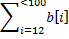 <100
∑ b[i]
i=12